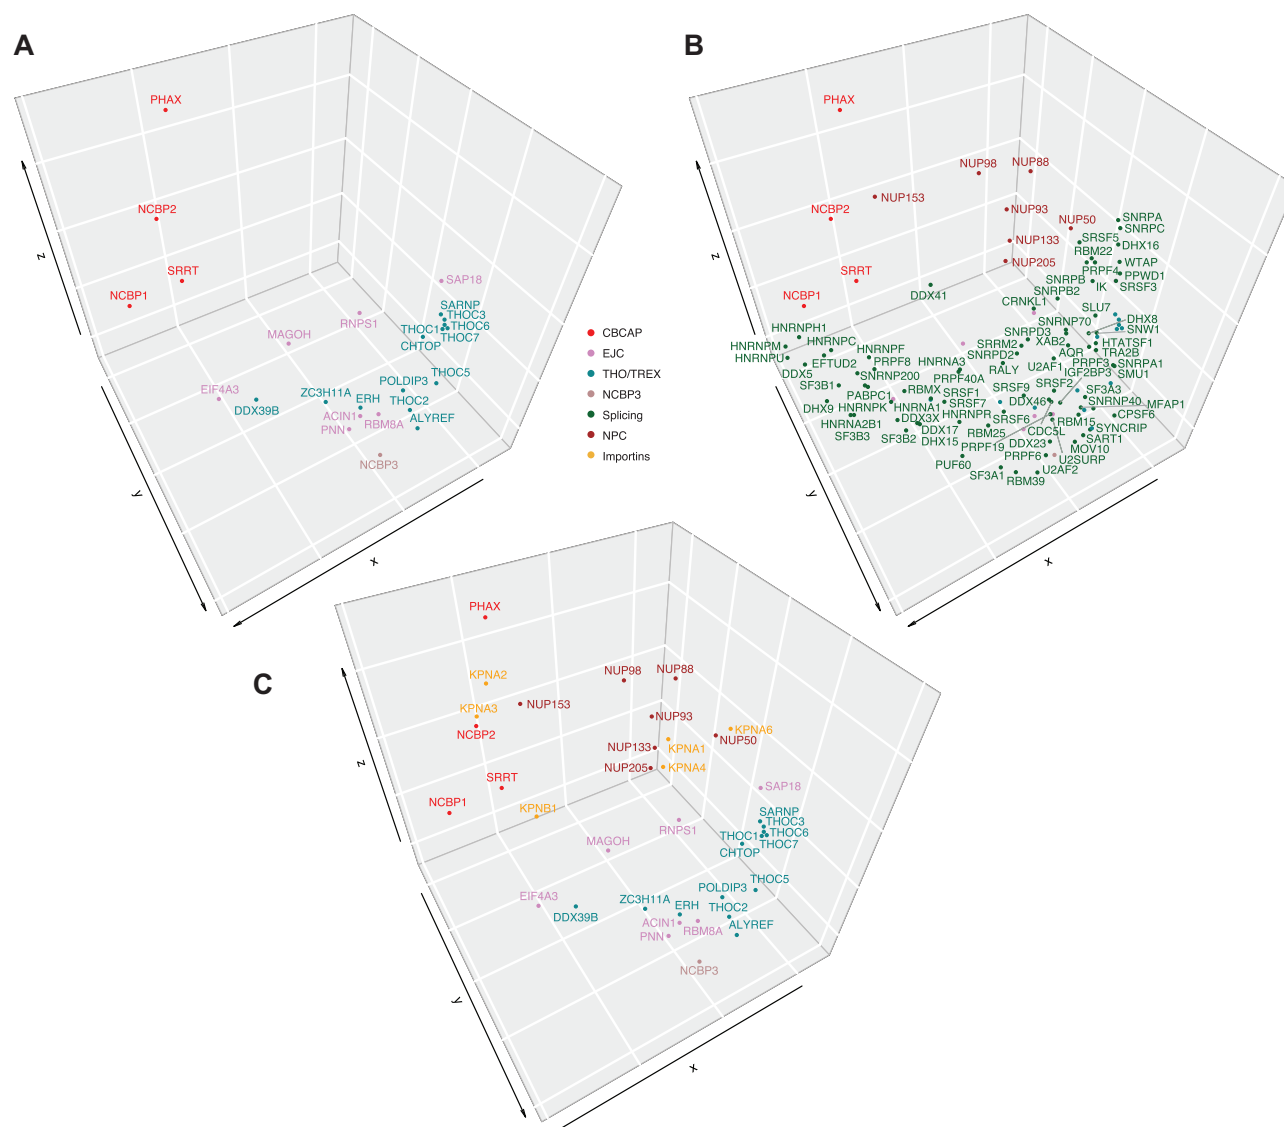 A
PHAX
NCBP2
SRRT
NCBP1
SAP18
SARNP
THOC3
THOC1
THOC6
THOC7
CHTOP
RNPS1
MAGOH
THOC5
POLDIP3
EIF4A3
DDX39B
ZC3H11A
ERH
THOC2
ACIN1
RBM8A
ALYREF
PNN
NCBP3
z
y
x
CBCAP
EJC
THO/TREX
NCBP3
Splicing
NPC
Importins
B
PHAX
NUP98
NUP88
NUP153
NCBP2
NUP93
NUP50
SNRPA
SNRPC
NUP133
SRSF5
DHX16
RBM22
NUP205
WTAP
SRRT
PRPF4
PPWD1
SNRPB
IK
SRSF3
DDX41
SNRPB2
NCBP1
CRNKL1
SLU7
DHX8
HNRNPH1
SNRNP70
SNW1
HNRNPM
HNRNPC
SNRPD3
HNRNPU
HNRNPF
SRRM2
XAB2
HTATSF1
EFTUD2
PRPF8
HNRNPA3
SNRPD2
AQR
TRA2B
DDX5
SNRNP200
RALY
U2AF1
PRPF3
SNRPA1
PRPF40A
IGF2BP3
SMU1
SF3B1
PABPC1
RBMX
SRSF1
SRSF9
SRSF2
SF3A3
DHX9
HNRNPK
HNRNPA1
SRSF7
DDX46
SNRNP40
MFAP1
HNRNPA2B1
DDX3X
HNRNPR
SRSF6
RBM15
CPSF6
SF3B3
SF3B2
DDX17
RBM25
CDC5L
SYNCRIP
DHX15
DDX23
SART1
PRPF19
MOV10
PUF60
PRPF6
U2SURP
SF3A1
U2AF2
RBM39
z
y
x
C
PHAX
KPNA2
NUP98
NUP88
KPNA3
NUP153
NCBP2
NUP93
KPNA6
NUP133
KPNA1
NUP50
NUP205
KPNA4
SRRT
NCBP1
KPNB1
SAP18
SARNP
THOC3
THOC1
THOC6
THOC7
CHTOP
RNPS1
MAGOH
THOC5
POLDIP3
EIF4A3
DDX39B
ZC3H11A
ERH
THOC2
ACIN1
RBM8A
ALYREF
PNN
NCBP3
z
y
x